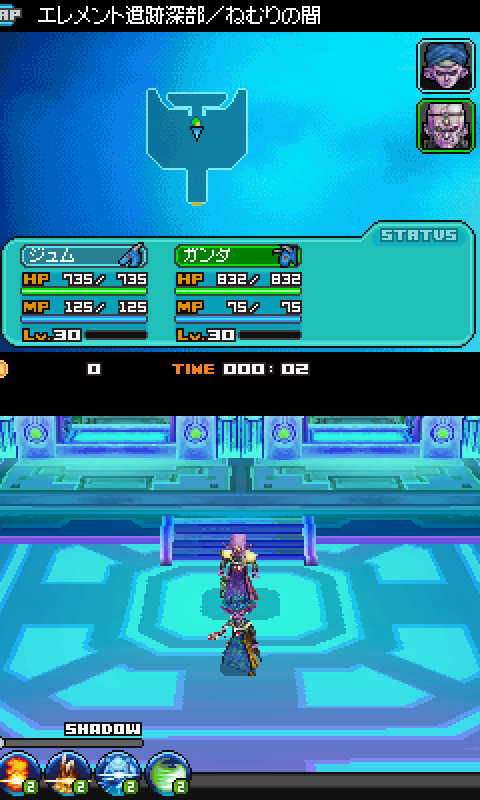 AP エレメント遺跡深部/ねむりの間
STATUS
ジュム ガンダ
HP 735/ 735 HP 832/ 832
MP 125/ 125 MP 75/ 75
Lv.30 Lv.30
0 TIME 000:02
SHADOW
2 2 2 2